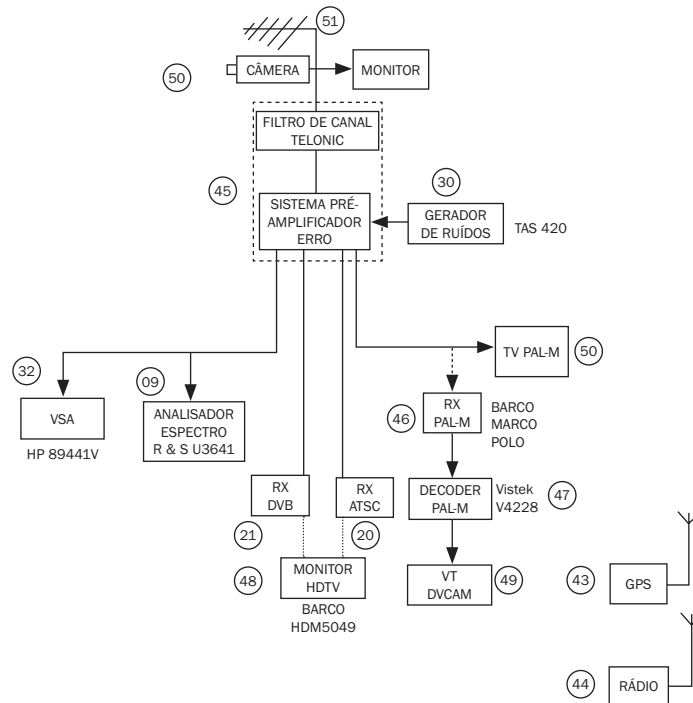 51
50
CÂMERA
MONITOR
FILTRO DE CANAL
TELONIC
45
SISTEMA PRÉ-
AMPLIFICADOR
ERRO
30
GERADOR
DE RUÍDOS
TAS 420
32
VSA
HP 89441V
09
ANALISADOR
ESPECTRO
R & S U3641
TV PAL-M
50
46
RX
PAL-M
BARCO
MARCO
POLO
RX
DVB
RX
ATSC
DECODER
PAL-M
Vistek
V4228
47
21
20
48
MONITOR
HDTV
BARCO
HDM5049
VT
DVCAM
49
43
GPS
44
RÁDIO